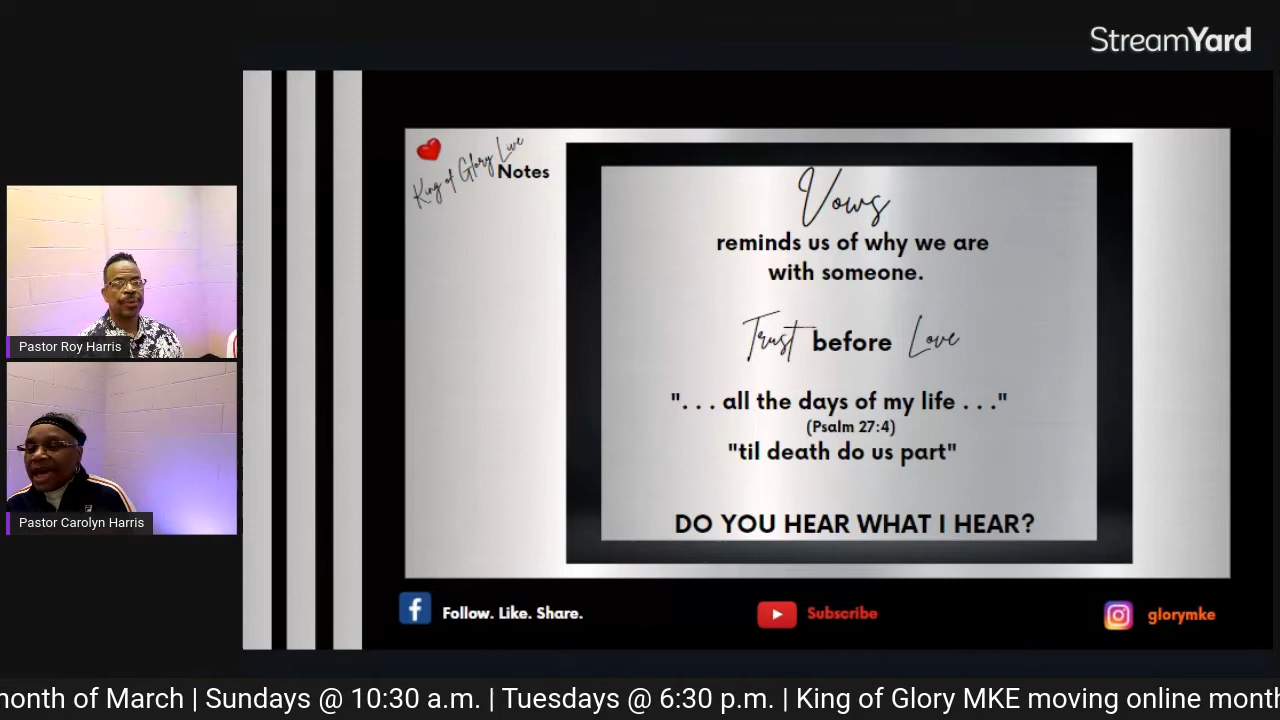 StreamYard
King of Glory Live
Notes
Vows
reminds us of why we are
with someone.
Trust before Love
". . . all the days of my life . . ."
(Psalm 27:4)
"til death do us part"
DO YOU HEAR WHAT I HEAR?
Pastor Roy Harris
Pastor Carolyn Harris
Follow. Like. Share.
Subscribe
glorymke
month of March | Sundays @ 10:30 a.m. | Tuesdays @ 6:30 p.m. | King of Glory MKE moving online month